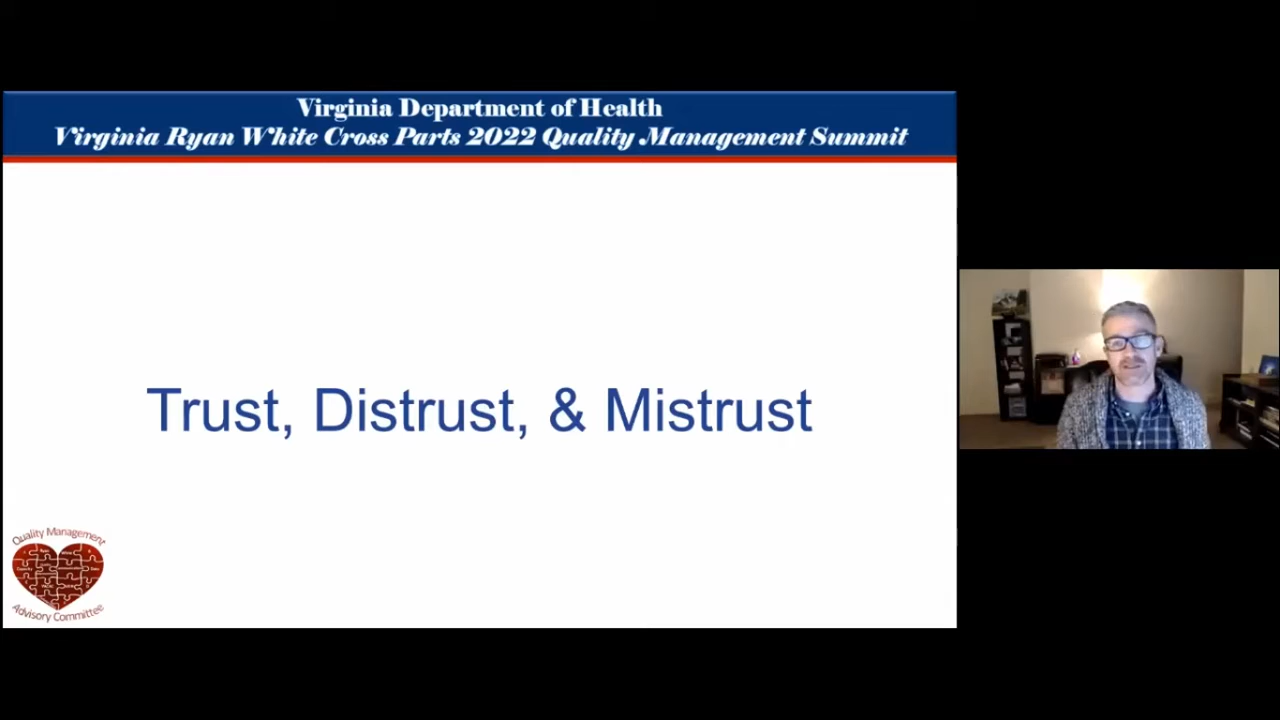 Virginia Department of Health
Virginia Ryan White Cross Parts 2022 Quality Management Summit
Trust, Distrust, & Mistrust
Quality Management
Advisory Committee